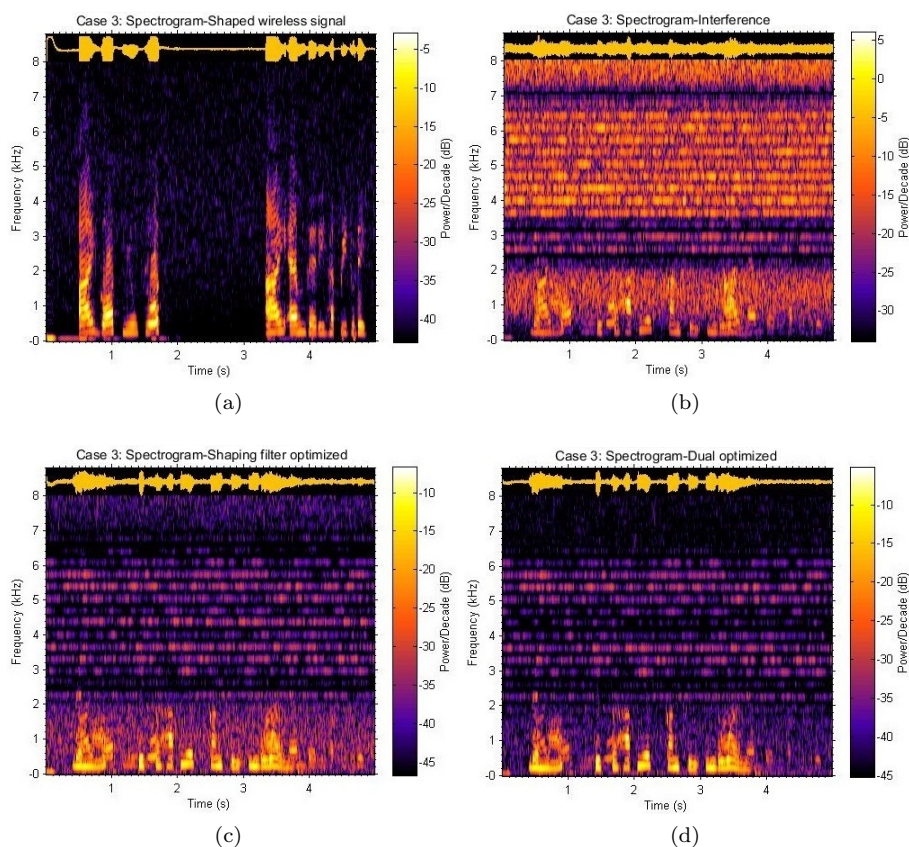 Case 3: Spectrogram-Shaped wireless signal
8
7
6
5
4
3
2
1
-0
Frequency (kHz)
1 2 3 4
Time (s)
-5
-10
-15
-20
-25
-30
-35
-40
Power/Decade (dB)
(a)
Case 3: Spectrogram-Interference
8
7
6
5
4
3
2
1
-0
Frequency (kHz)
1 2 3 4
Time (s)
5
0
-5
-10
-15
-20
-25
-30
Power/Decade (dB)
(b)
Case 3: Spectrogram-Shaping filter optimized
8
7
6
5
4
3
2
1
-0
Frequency (kHz)
1 2 3 4
Time (s)
-10
-15
-20
-25
-30
-35
-40
-45
Power/Decade (dB)
(c)
Case 3: Spectrogram-Dual optimized
8
7
6
5
4
3
2
1
-0
Frequency (kHz)
1 2 3 4
Time (s)
-10
-15
-20
-25
-30
-35
-40
-45
Power/Decade (dB)
(d)